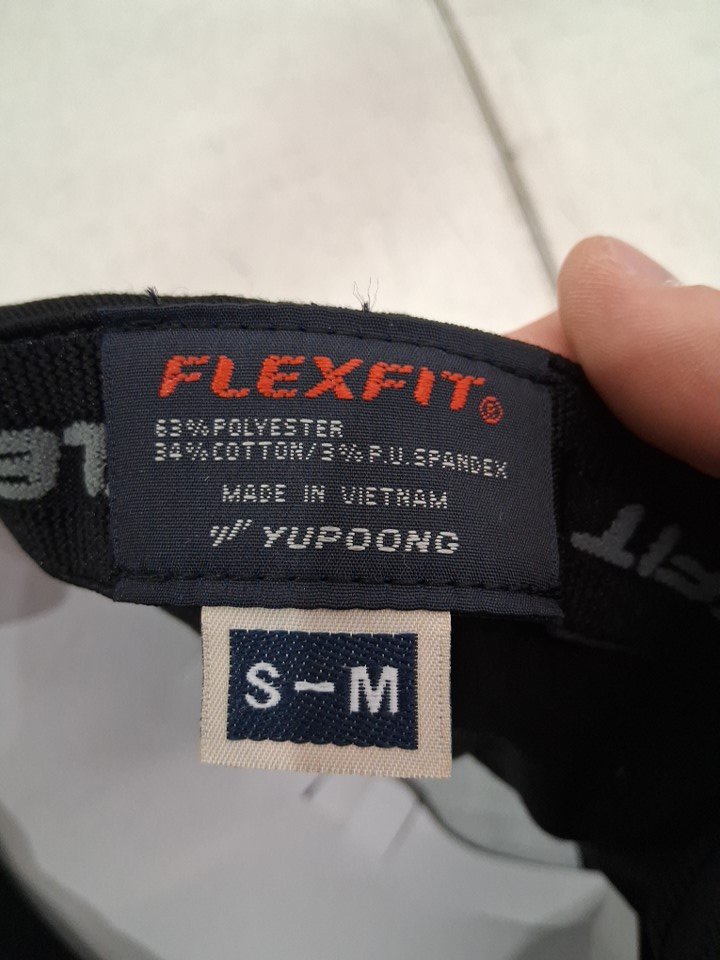 FLEXFIT®
63% POLYESTER
34% COTTON/3% P.U. SPANDEX
MADE IN VIETNAM
YUPOONG
S-M